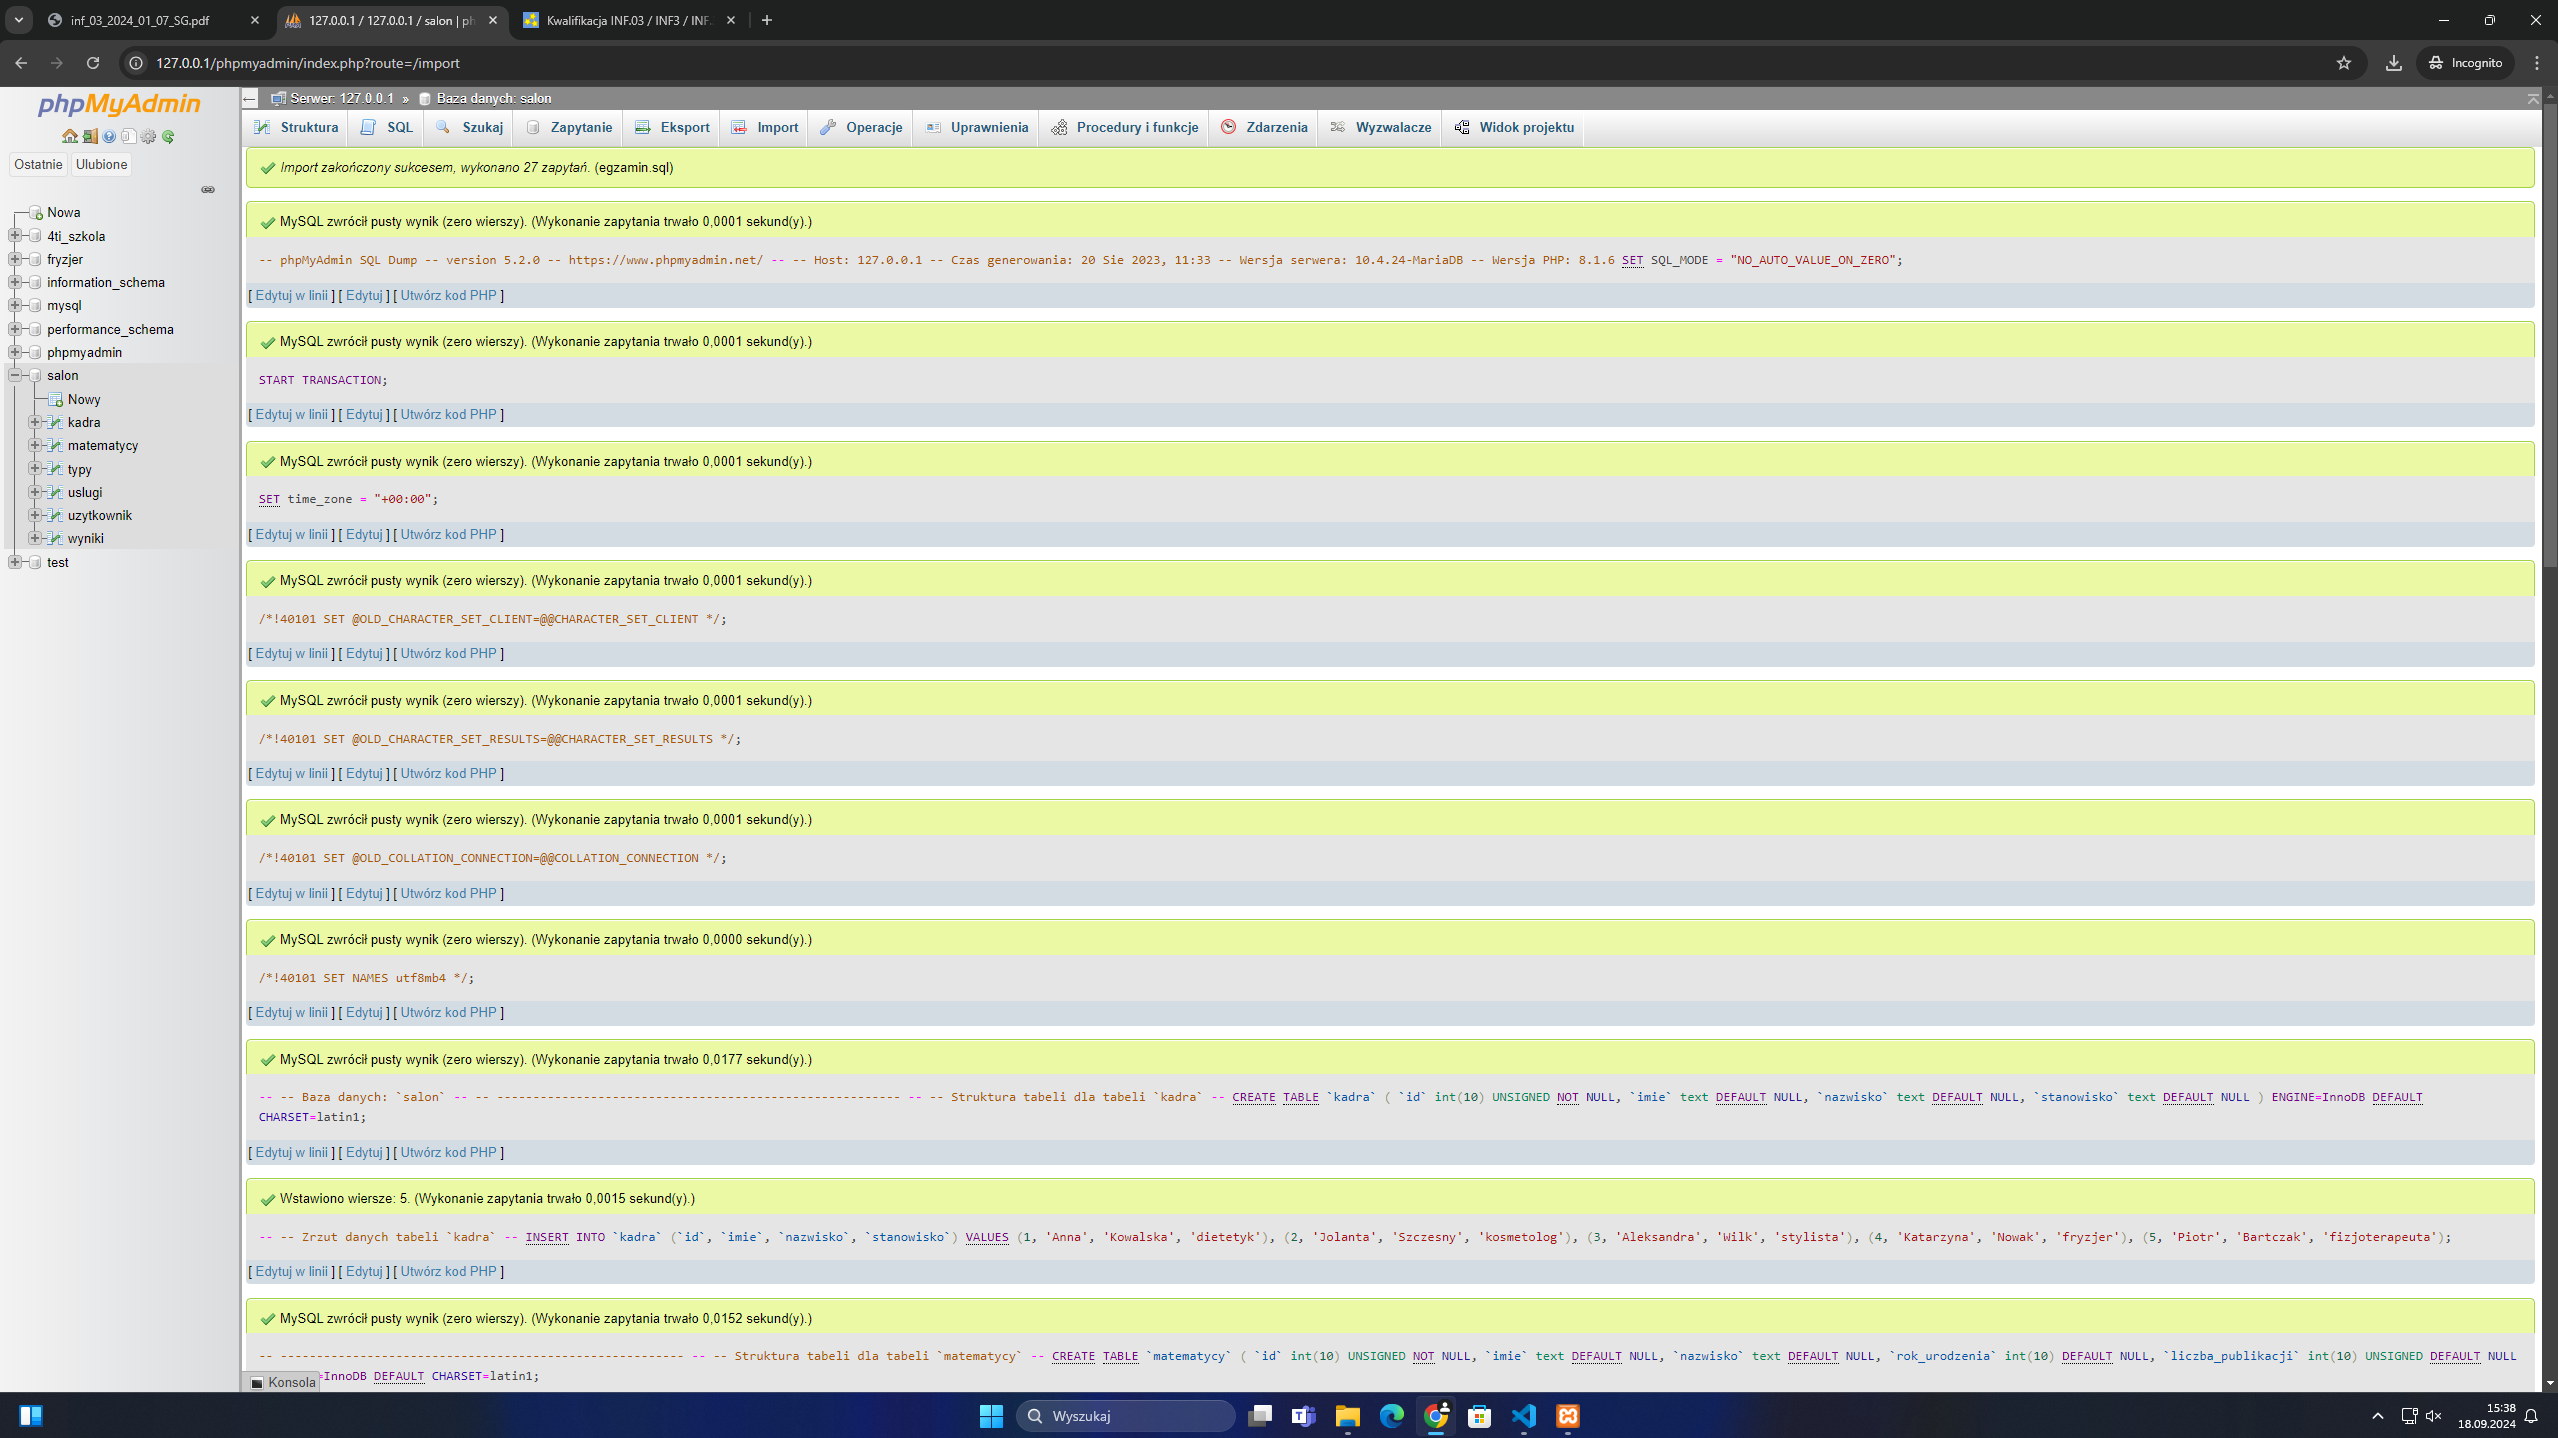 inf_03_2024_01_07_SG.pdf
127.0.0.1 / 127.0.0.1 / salon | ph
Kwalifikacja INF.03 / INF3 / INF.
127.0.0.1/phpmyadmin/index.php?route=/import
Incognito
phpMyAdmin
Ostatnie Ulubione
Nowa
4ti_szkola
fryzjer
information_schema
mysql
performance_schema
phpmyadmin
salon
Nowy
kadra
matematycy
typy
uslugi
uzytkownik
wyniki
test
Serwer: 127.0.0.1 » Baza danych: salon
Struktura SQL Szukaj Zapytanie Eksport Import Operacje Uprawnienia Procedury i funkcje Zdarzenia Wyzwalacze Widok projektu
Import zakończony sukcesem, wykonano 27 zapytań. (egzamin.sql)
MySQL zwrócił pusty wynik (zero wierszy). (Wykonanie zapytania trwało 0,0001 sekund(y).)
-- phpMyAdmin SQL Dump -- version 5.2.0 -- https://www.phpmyadmin.net/ -- -- Host: 127.0.0.1 -- Czas generowania: 20 Sie 2023, 11:33 -- Wersja serwera: 10.4.24-MariaDB -- Wersja PHP: 8.1.6 SET SQL_MODE = "NO_AUTO_VALUE_ON_ZERO";
[ Edytuj w linii ] [ Edytuj ] [ Utwórz kod PHP ]
MySQL zwrócił pusty wynik (zero wierszy). (Wykonanie zapytania trwało 0,0001 sekund(y).)
START TRANSACTION;
[ Edytuj w linii ] [ Edytuj ] [ Utwórz kod PHP ]
MySQL zwrócił pusty wynik (zero wierszy). (Wykonanie zapytania trwało 0,0001 sekund(y).)
SET time_zone = "+00:00";
[ Edytuj w linii ] [ Edytuj ] [ Utwórz kod PHP ]
MySQL zwrócił pusty wynik (zero wierszy). (Wykonanie zapytania trwało 0,0001 sekund(y).)
/*!40101 SET @OLD_CHARACTER_SET_CLIENT=@@CHARACTER_SET_CLIENT */;
[ Edytuj w linii ] [ Edytuj ] [ Utwórz kod PHP ]
MySQL zwrócił pusty wynik (zero wierszy). (Wykonanie zapytania trwało 0,0001 sekund(y).)
/*!40101 SET @OLD_CHARACTER_SET_RESULTS=@@CHARACTER_SET_RESULTS */;
[ Edytuj w linii ] [ Edytuj ] [ Utwórz kod PHP ]
MySQL zwrócił pusty wynik (zero wierszy). (Wykonanie zapytania trwało 0,0001 sekund(y).)
/*!40101 SET @OLD_COLLATION_CONNECTION=@@COLLATION_CONNECTION */;
[ Edytuj w linii ] [ Edytuj ] [ Utwórz kod PHP ]
MySQL zwrócił pusty wynik (zero wierszy). (Wykonanie zapytania trwało 0,0000 sekund(y).)
/*!40101 SET NAMES utf8mb4 */;
[ Edytuj w linii ] [ Edytuj ] [ Utwórz kod PHP ]
MySQL zwrócił pusty wynik (zero wierszy). (Wykonanie zapytania trwało 0,0177 sekund(y).)
-- -- Baza danych: `salon` -- -- -------------------------------------------------------- -- -- Struktura tabeli dla tabeli `kadra` -- CREATE TABLE `kadra` ( `id` int(10) UNSIGNED NOT NULL, `imie` text DEFAULT NULL, `nazwisko` text DEFAULT NULL, `stanowisko` text DEFAULT NULL ) ENGINE=InnoDB DEFAULT
CHARSET=latin1;
[ Edytuj w linii ] [ Edytuj ] [ Utwórz kod PHP ]
Wstawiono wiersze: 5. (Wykonanie zapytania trwało 0,0015 sekund(y).)
-- -- Zrzut danych tabeli `kadra` -- INSERT INTO `kadra` (`id`, `imie`, `nazwisko`, `stanowisko`) VALUES (1, 'Anna', 'Kowalska', 'dietetyk'), (2, 'Jolanta', 'Szczesny', 'kosmetolog'), (3, 'Aleksandra', 'Wilk', 'stylista'), (4, 'Katarzyna', 'Nowak', 'fryzjer'), (5, 'Piotr', 'Bartczak', 'fizjoterapeuta');
[ Edytuj w linii ] [ Edytuj ] [ Utwórz kod PHP ]
MySQL zwrócił pusty wynik (zero wierszy). (Wykonanie zapytania trwało 0,0152 sekund(y).)
-- -------------------------------------------------------- -- -- Struktura tabeli dla tabeli `matematycy` -- CREATE TABLE `matematycy` ( `id` int(10) UNSIGNED NOT NULL, `imie` text DEFAULT NULL, `nazwisko` text DEFAULT NULL, `rok_urodzenia` int(10) DEFAULT NULL, `liczba_publikacji` int(10) UNSIGNED DEFAULT NULL
=InnoDB DEFAULT CHARSET=latin1;
Konsola
Wyszukaj
15:38
18.09.2024